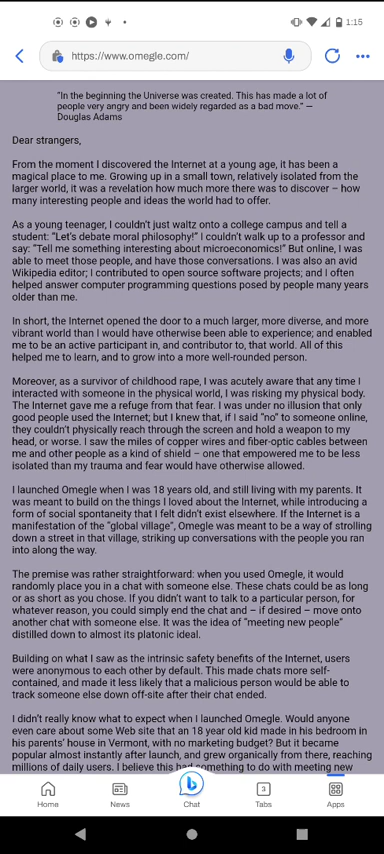 1:15
https://www.omegle.com/
"In the beginning the Universe was created. This has made a lot of
people very angry and been widely regarded as a bad move." —
Douglas Adams
Dear strangers,
From the moment I discovered the Internet at a young age, it has been a
magical place to me. Growing up in a small town, relatively isolated from the
larger world, it was a revelation how much more there was to discover – how
many interesting people and ideas the world had to offer.
As a young teenager, I couldn't just waltz onto a college campus and tell a
student: "Let's debate moral philosophy!" I couldn't walk up to a professor and
say: "Tell me something interesting about microeconomics!" But online, I was
able to meet those people, and have those conversations. I was also an avid
Wikipedia editor; I contributed to open source software projects; and I often
helped answer computer programming questions posed by people many years
older than me.
In short, the Internet opened the door to a much larger, more diverse, and more
vibrant world than I would have otherwise been able to experience; and enabled
me to be an active participant in, and contributor to, that world. All of this
helped me to learn, and to grow into a more well-rounded person.
Moreover, as a survivor of childhood rape, I was acutely aware that any time I
interacted with someone in the physical world, I was risking my physical body.
The Internet gave me a refuge from that fear. I was under no illusion that only
good people used the Internet; but I knew that, if I said "no" to someone online,
they couldn't physically reach through the screen and hold a weapon to my
head, or worse. I saw the miles of copper wires and fiber-optic cables between
me and other people as a kind of shield – one that empowered me to be less
isolated than my trauma and fear would have otherwise allowed.
I launched Omegle when I was 18 years old, and still living with my parents. It
was meant to build on the things I loved about the Internet, while introducing a
form of social spontaneity that I felt didn't exist elsewhere. If the Internet is a
manifestation of the "global village", Omegle was meant to be a way of strolling
down a street in that village, striking up conversations with the people you ran
into along the way.
The premise was rather straightforward: when you used Omegle, it would
randomly place you in a chat with someone else. These chats could be as long
or as short as you chose. If you didn't want to talk to a particular person, for
whatever reason, you could simply end the chat and – if desired – move onto
another chat with someone else. It was the idea of "meeting new people"
distilled down to almost its platonic ideal.
Building on what I saw as the intrinsic safety benefits of the Internet, users
were anonymous to each other by default. This made chats more self-
contained, and made it less likely that a malicious person would be able to
track someone else down off-site after their chat ended.
I didn't really know what to expect when I launched Omegle. Would anyone
even care about some Web site that an 18 year old kid made in his bedroom in
his parents' house in Vermont, with no marketing budget? But it became
popular almost instantly after launch, and grew organically from there, reaching
millions of daily users. I believe this had something to do with meeting new
Home
News
Chat
3
Tabs
Apps